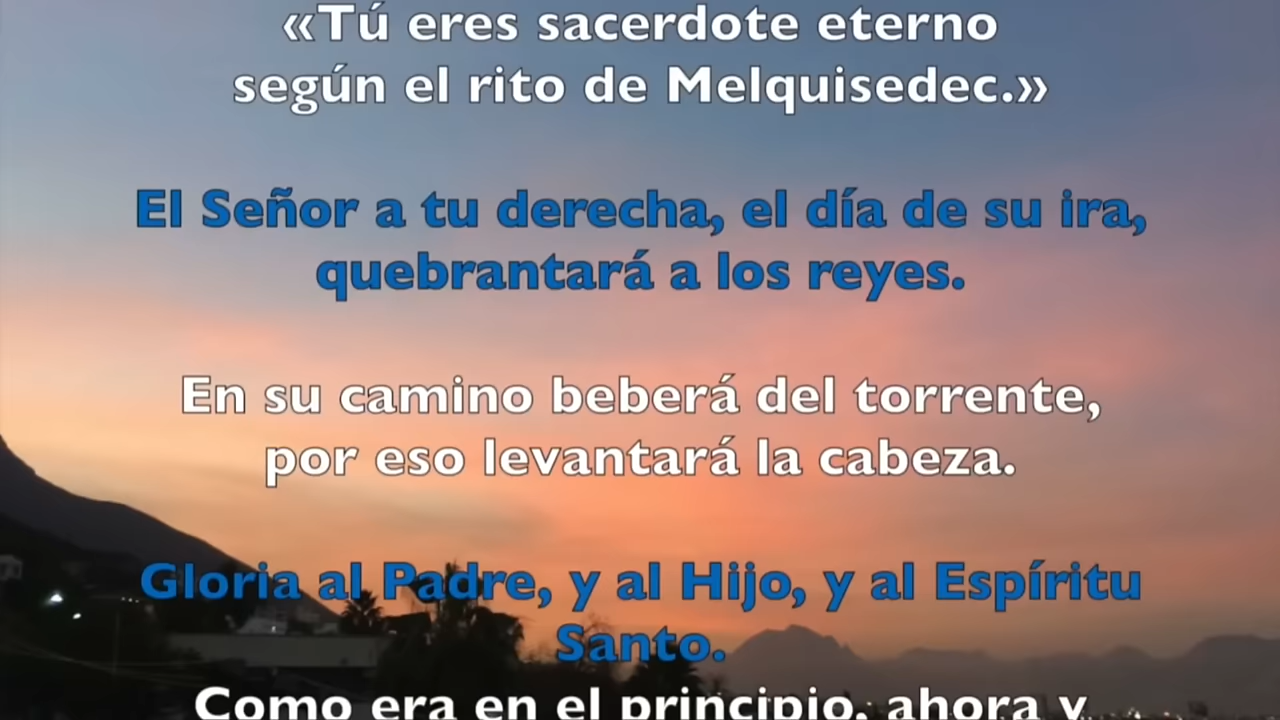 «Tú eres sacerdote eterno
según el rito de Melquisedec.»
El Señor a tu derecha, el día de su ira,
quebrantará a los reyes.
En su camino beberá del torrente,
por eso levantará la cabeza.
Gloria al Padre, y al Hijo, y al Espíritu
Santo.
Como era en el principio, ahora y